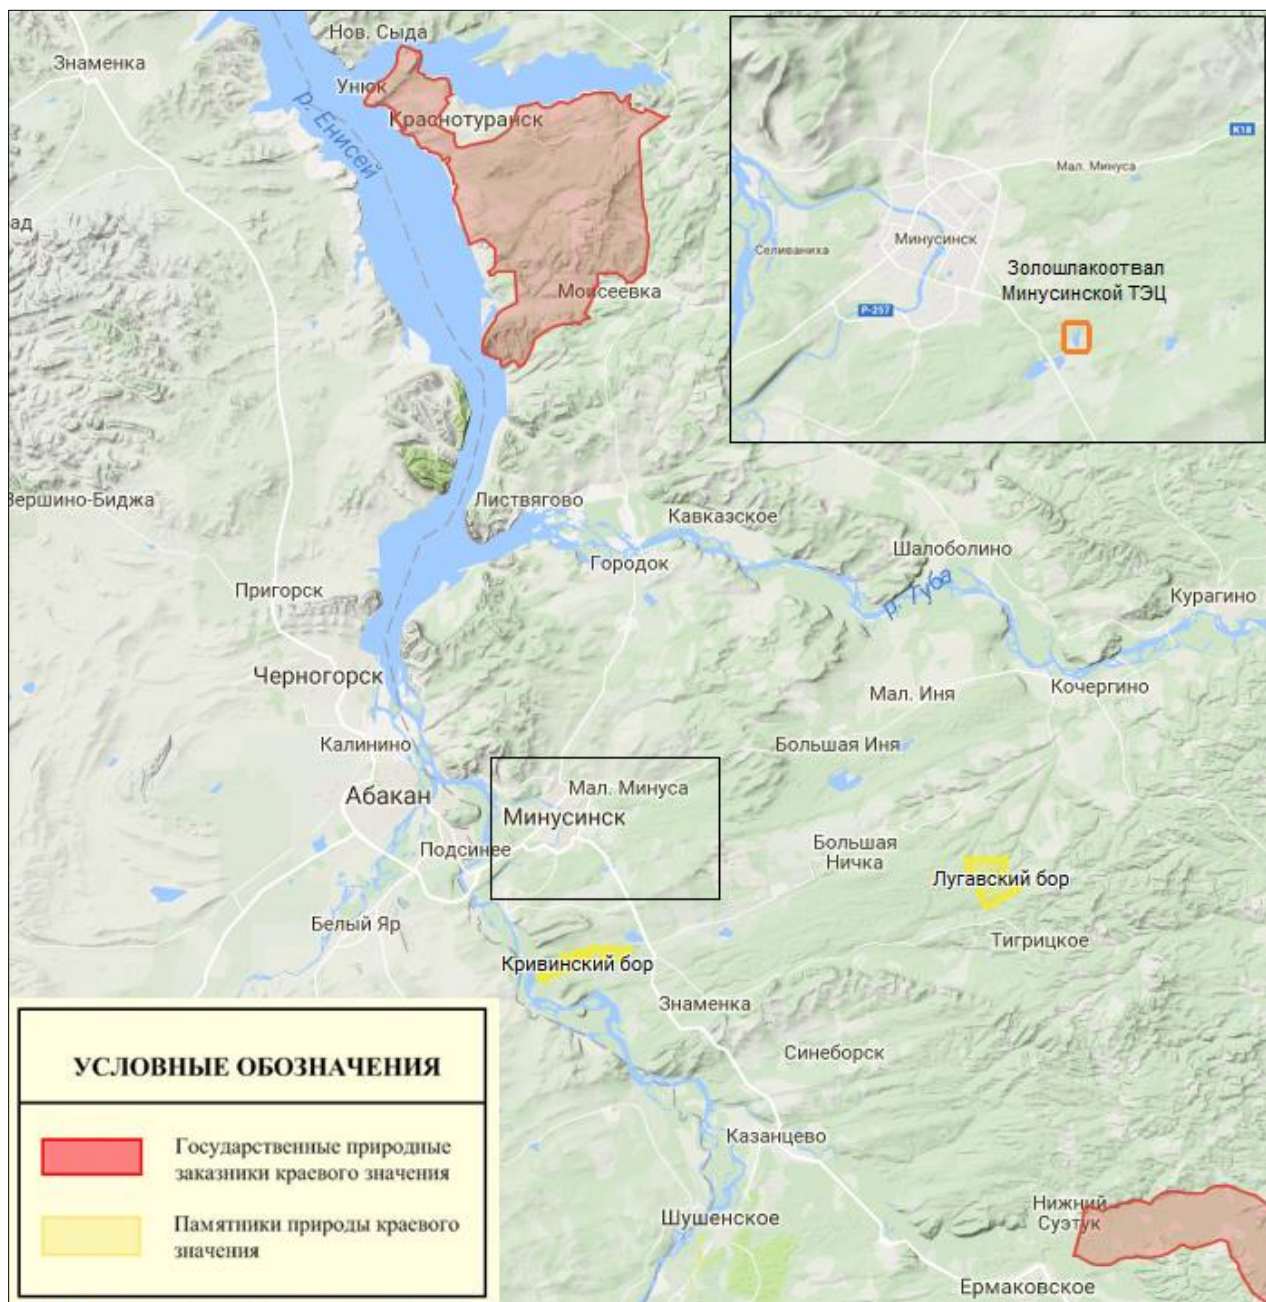 Нов. Сыда
Знаменка
Унюк
Краснотуранск
р. Енисей
ад
Моисеевка
К18
Мал. Минуса
Минусинск
Селиваниха
Золошлакоотвал
Минусинской ТЭЦ
Р-257
Вершино-Биджа
Листвягово
Кавказское
Городок
Шалоболино
р. Туба
Курагино
Пригорск
Черногорск
Мал. Иня
Кочергино
Калинино
Большая Иня
Абакан
Мал. Минуса
Минусинск
Подсинее
Большая
Ничка
Лугавский бор
Белый Яр
Тигрицкое
Кривинский бор
Знаменка
Синеборск
Казанцево
Шушенское
Нижний
Суэтук
Ермаковское
УСЛОВНЫЕ ОБОЗНАЧЕНИЯ
Государственные природные
заказники краевого значения
Памятники природы краевого
значения